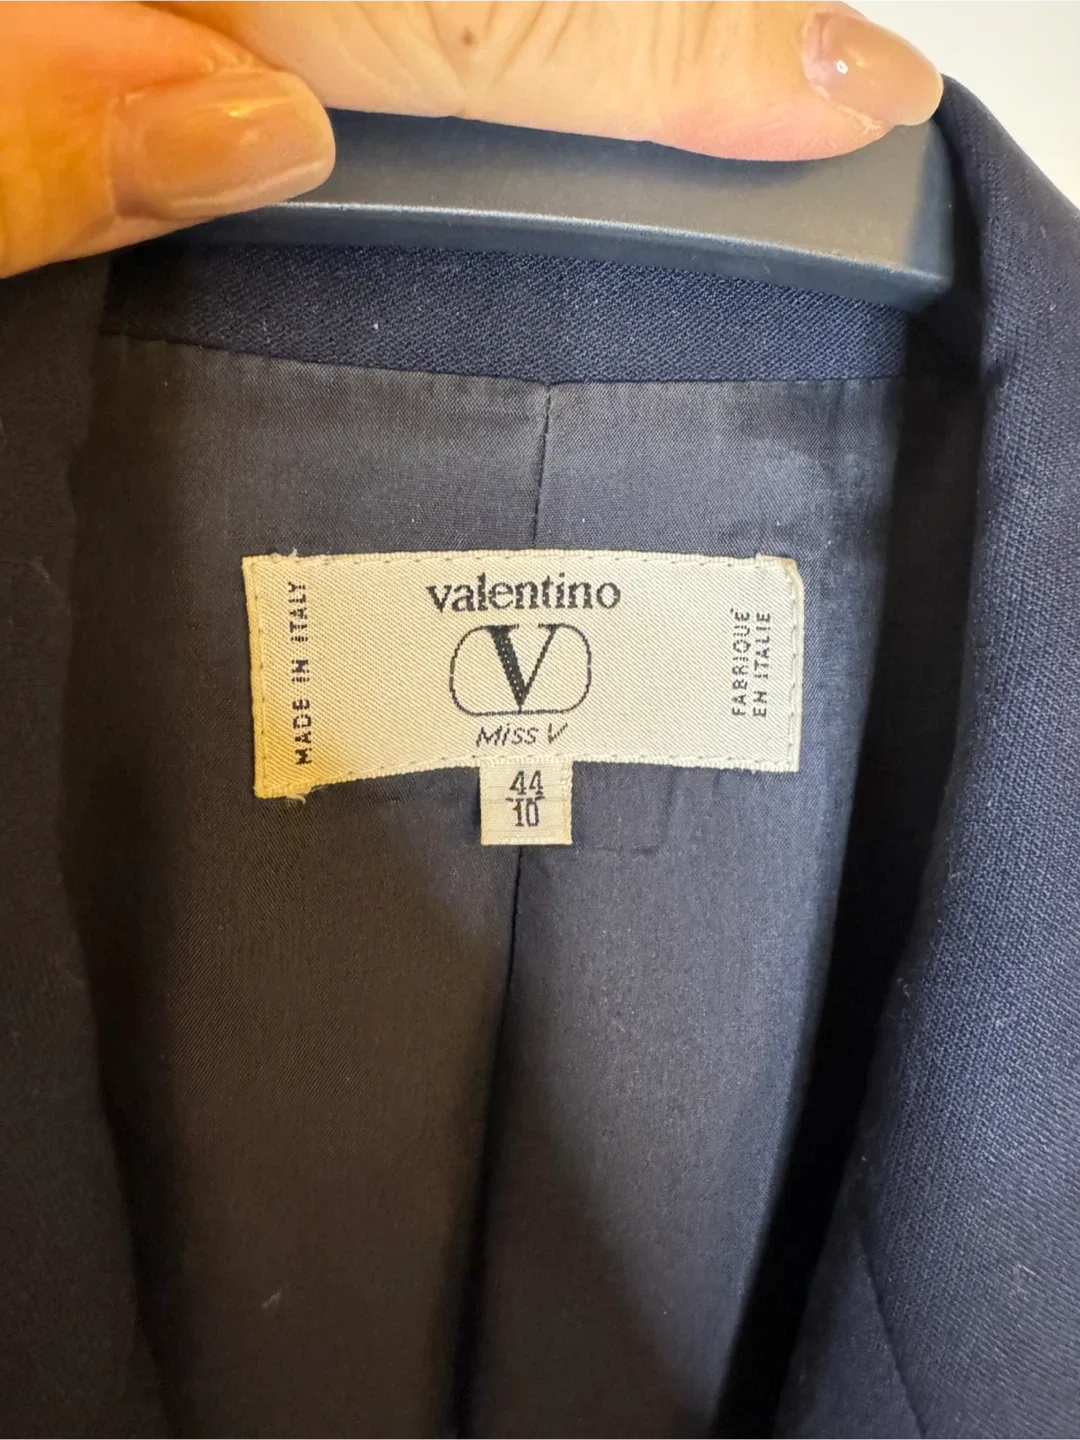 MADE IN ITALY
valentino
V
Miss V
FABRIQUÉ
EN ITALIE
44
10